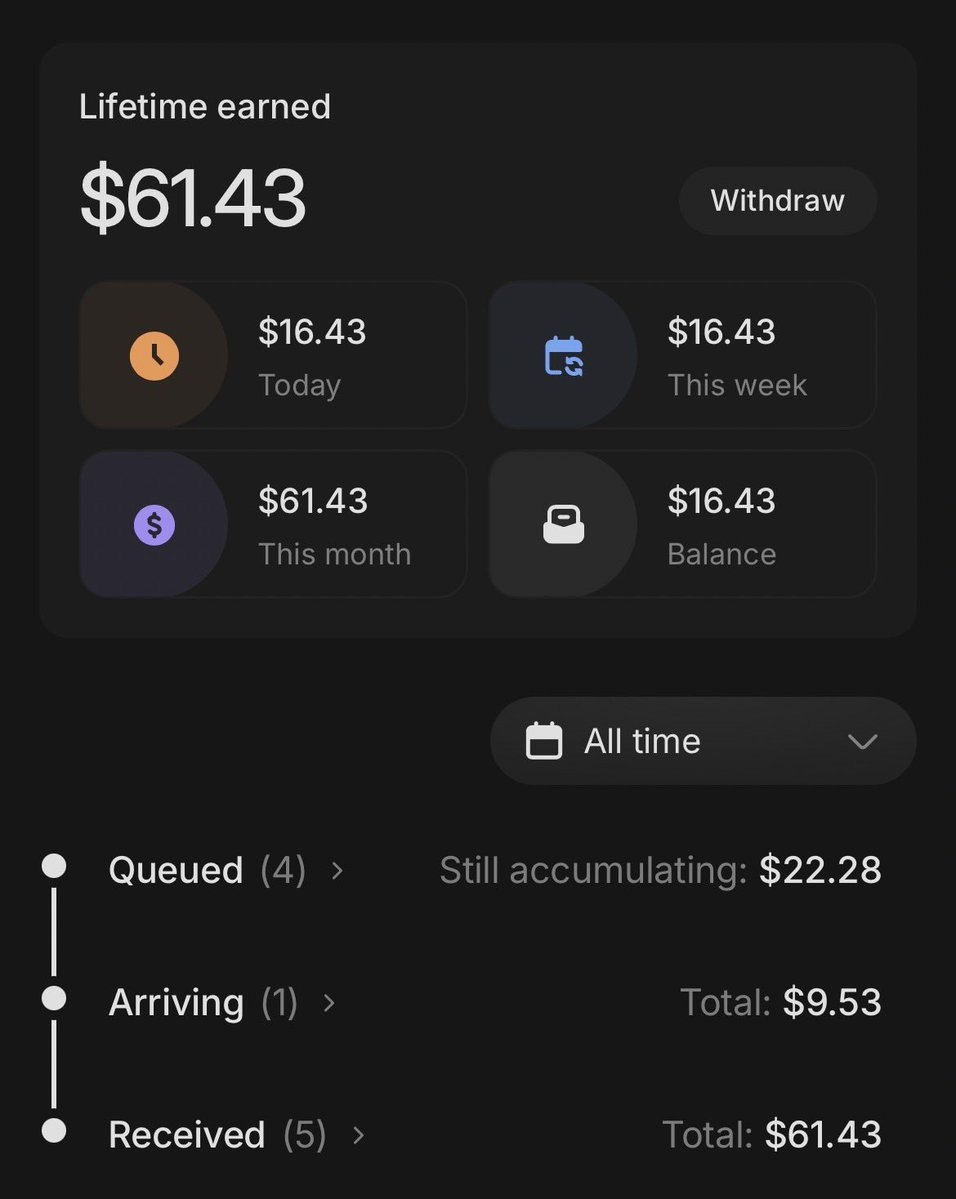 Lifetime earned
$61.43
Withdraw
$16.43
Today
$16.43
This week
$61.43
This month
$16.43
Balance
All time
Queued (4) Still accumulating: $22.28
Arriving (1) Total: $9.53
Received (5) Total: $61.43